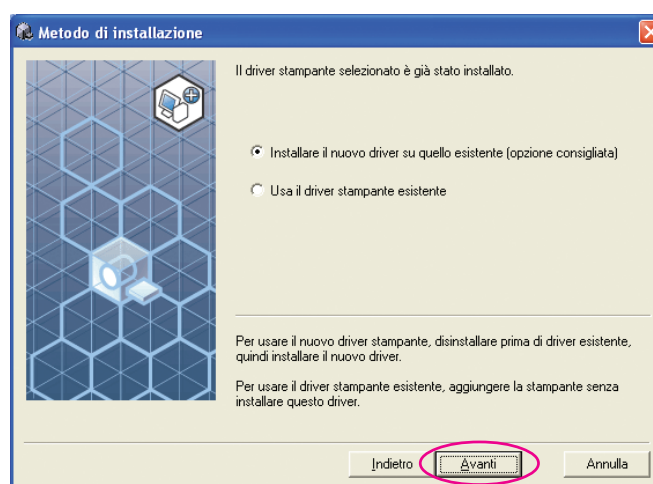 Metodo di installazione
Il driver stampante selezionato è già stato installato.
Installare il nuovo driver su quello esistente (opzione consigliata)
Usa il driver stampante esistente
Per usare il nuovo driver stampante, disinstallare prima di driver esistente,
quindi installare il nuovo driver.
Per usare il driver stampante esistente, aggiungere la stampante senza
installare questo driver.
Indietro Avanti Annulla